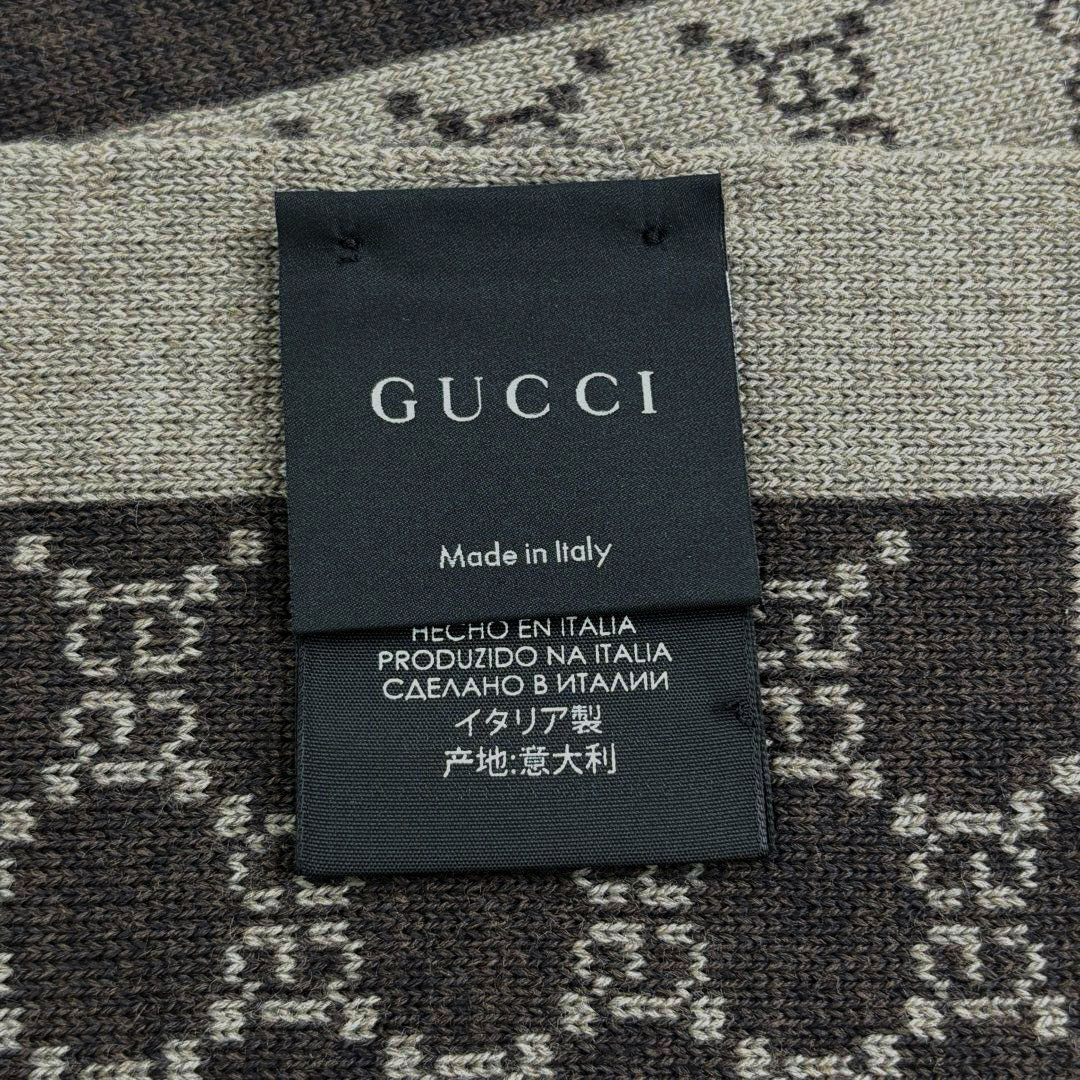 GUCCI
Made in Italy
HECHO EN ITALIA
PRODUZIDO NA ITALIA
СДЕЛАНО В ИТАЛИИ
イタリア製
产地:意大利